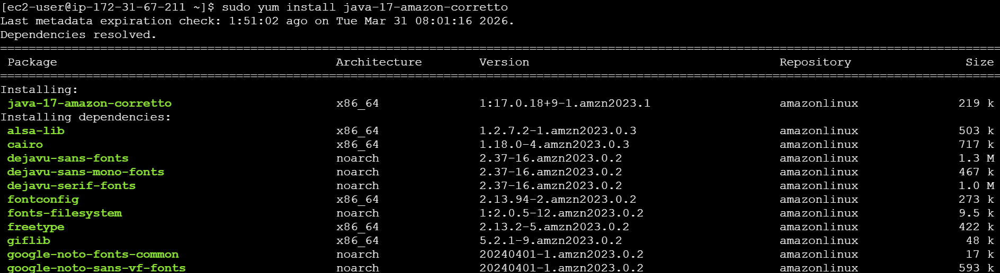 [ec2-user@ip-172-31-67-211 ~]$ sudo yum install java-17-amazon-corretto
Last metadata expiration check: 1:51:02 ago on Tue Mar 31 08:01:16 2026.
Dependencies resolved.
============================================================================================================================================
Package Architecture Version Repository Size
============================================================================================================================================
Installing:
java-17-amazon-corretto x86_64 1:17.0.18+9-1.amzn2023.1 amazonlinux 219 k
Installing dependencies:
alsa-lib x86_64 1.2.7.2-1.amzn2023.0.3 amazonlinux 503 k
cairo x86_64 1.18.0-4.amzn2023.0.3 amazonlinux 717 k
dejavu-sans-fonts noarch 2.37-16.amzn2023.0.2 amazonlinux 1.3 M
dejavu-sans-mono-fonts noarch 2.37-16.amzn2023.0.2 amazonlinux 467 k
dejavu-serif-fonts noarch 2.37-16.amzn2023.0.2 amazonlinux 1.0 M
fontconfig x86_64 2.13.94-2.amzn2023.0.2 amazonlinux 273 k
fonts-filesystem noarch 1:2.0.5-12.amzn2023.0.2 amazonlinux 9.5 k
freetype x86_64 2.13.2-5.amzn2023.0.2 amazonlinux 422 k
giflib x86_64 5.2.1-9.amzn2023.0.2 amazonlinux 48 k
google-noto-fonts-common noarch 20240401-1.amzn2023.0.2 amazonlinux 17 k
google-noto-sans-vf-fonts noarch 20240401-1.amzn2023.0.2 amazonlinux 593 k